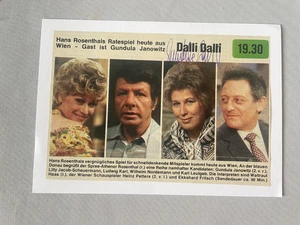 Hans Rosenthals Ratespiel heute aus
Wien – Gast ist Gundula Janowitz
Dalli Dalli
19.30
Hans Rosenthals vergnügliches Spiel für schnelldenkende Mitspieler kommt heute aus Wien. An der blauen
Donau begrüßt der Spree-Athener Rosenthal (r.) eine Reihe namhafter Kandidaten: Gundula Janowitz (2. v. r.),
Lilly Jacob-Scheuermann, Ludwig Karl, Wilhelm Nordemann und Karl Leutgeb. Die Interpreten sind Waltraut
Haas (l.), der Wiener Schauspieler Heinz Petters (2. v. l.) und Ekkehard Fritsch (Sendedauer ca. 90 Min.)